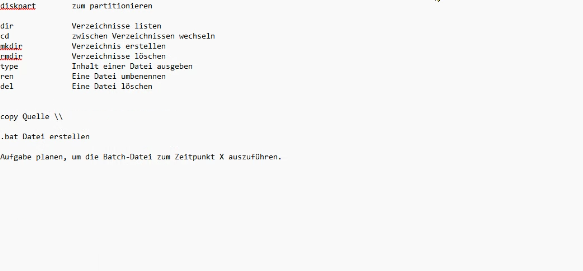 diskpart zum partitionieren
dir Verzeichnisse listen
cd zwischen Verzeichnissen wechseln
mkdir Verzeichnis erstellen
rmdir Verzeichnisse löschen
type Inhalt einer Datei ausgeben
ren Eine Datei umbenennen
del Eine Datei löschen
copy Quelle \\
.bat Datei erstellen
Aufgabe planen, um die Batch-Datei zum Zeitpunkt X auszuführen.